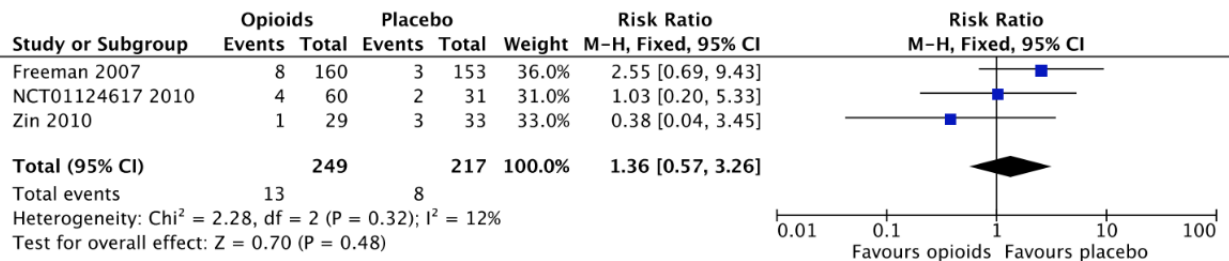 Opioids Placebo Risk Ratio Risk Ratio
Study or Subgroup Events Total Events Total Weight M-H, Fixed, 95% CI M-H, Fixed, 95% CI
Freeman 2007 8 160 3 153 36.0% 2.55 [0.69, 9.43]
NCT01124617 2010 4 60 2 31 31.0% 1.03 [0.20, 5.33]
Zin 2010 1 29 3 33 33.0% 0.38 [0.04, 3.45]
Total (95% CI) 249 217 100.0% 1.36 [0.57, 3.26]
Total events 13 8
Heterogeneity: Chi² = 2.28, df = 2 (P = 0.32); I² = 12%
Test for overall effect: Z = 0.70 (P = 0.48)
0.01 0.1 1 10 100
Favours opioids Favours placebo